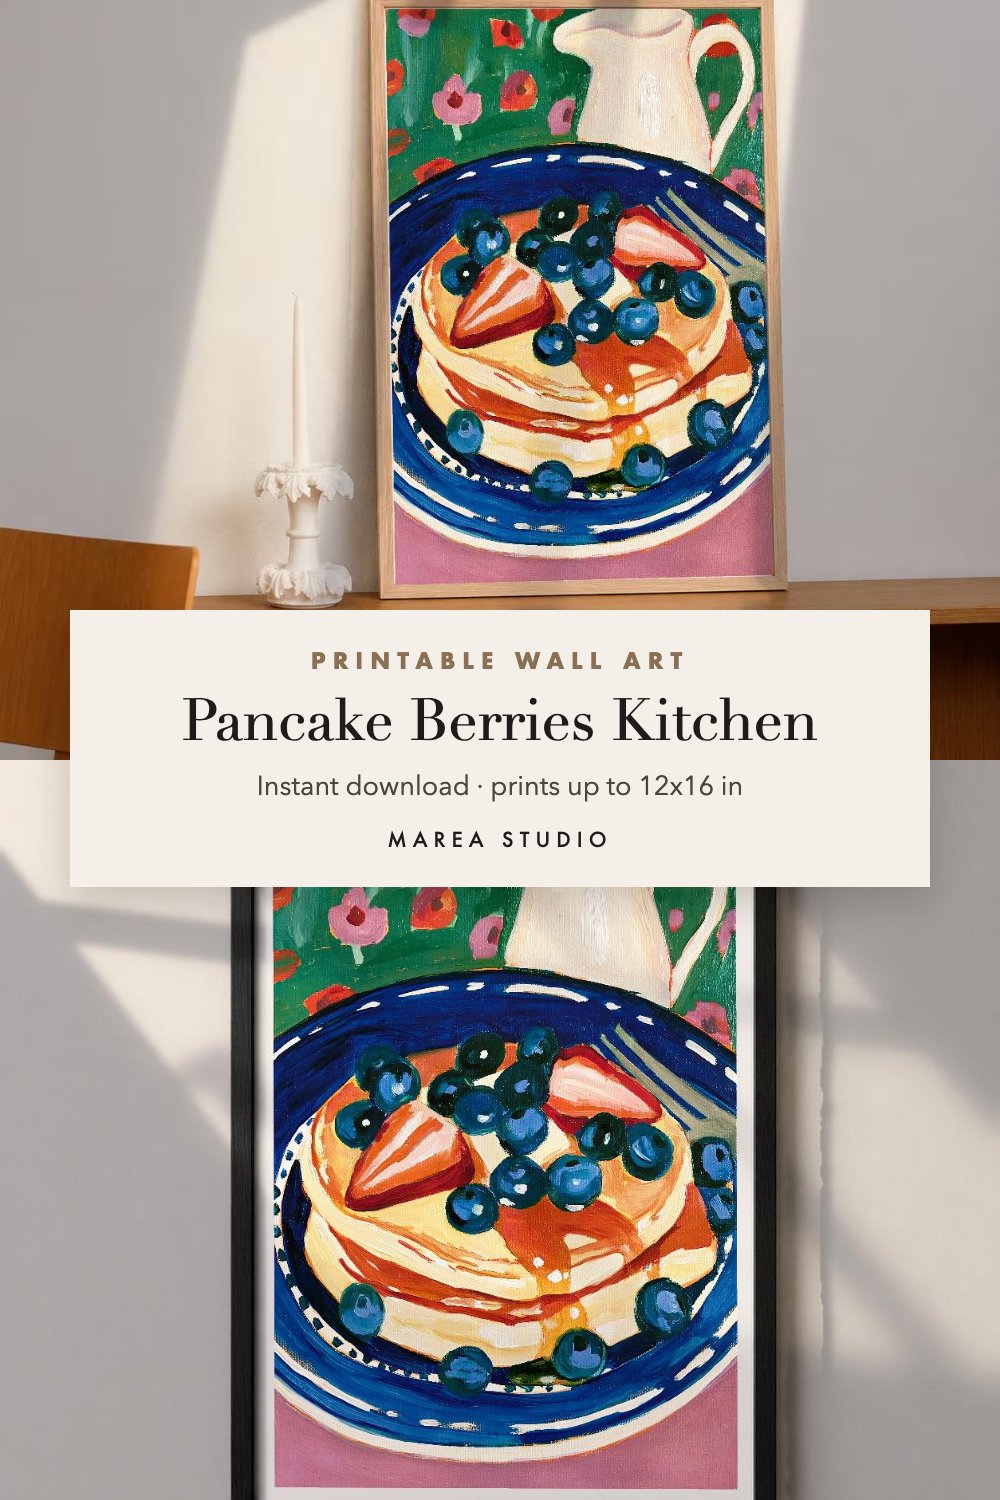 PRINTABLE WALL ART
Pancake Berries Kitchen
Instant download · prints up to 12x16 in
MAREA STUDIO